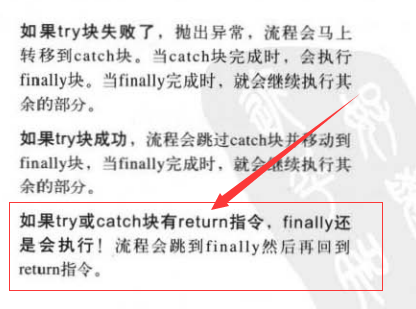 如果try块失败了，抛出异常，流程会马上
转移到catch块。当catch块完成时，会执行
finally块。当finally完成时，就会继续执行其
余的部分。
如果try块成功，流程会跳过catch块并移动到
finally块，当finally完成时，就会继续执行其
余的部分。
如果try或catch块有return指令，finally还
是会执行！流程会跳到finally然后再回到
return指令。